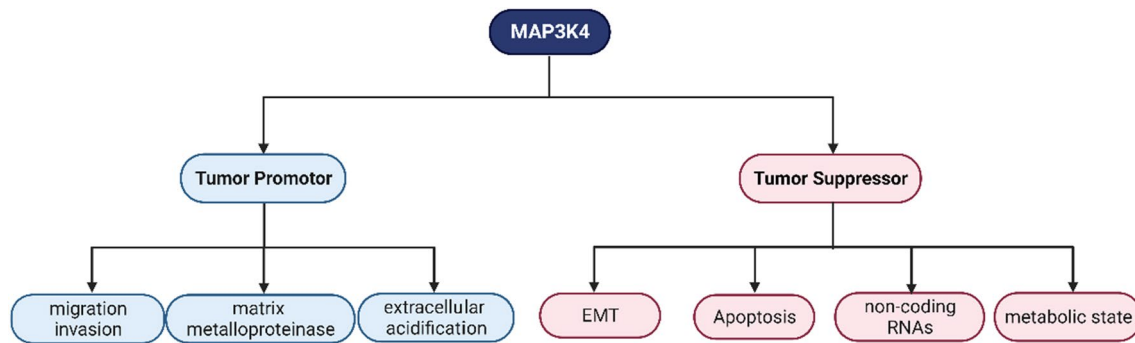 MAP3K4
Tumor Promotor
Tumor Suppressor
migration
invasion
matrix
metalloproteinase
extracellular
acidification
EMT
Apoptosis
non-coding
RNAs
metabolic state